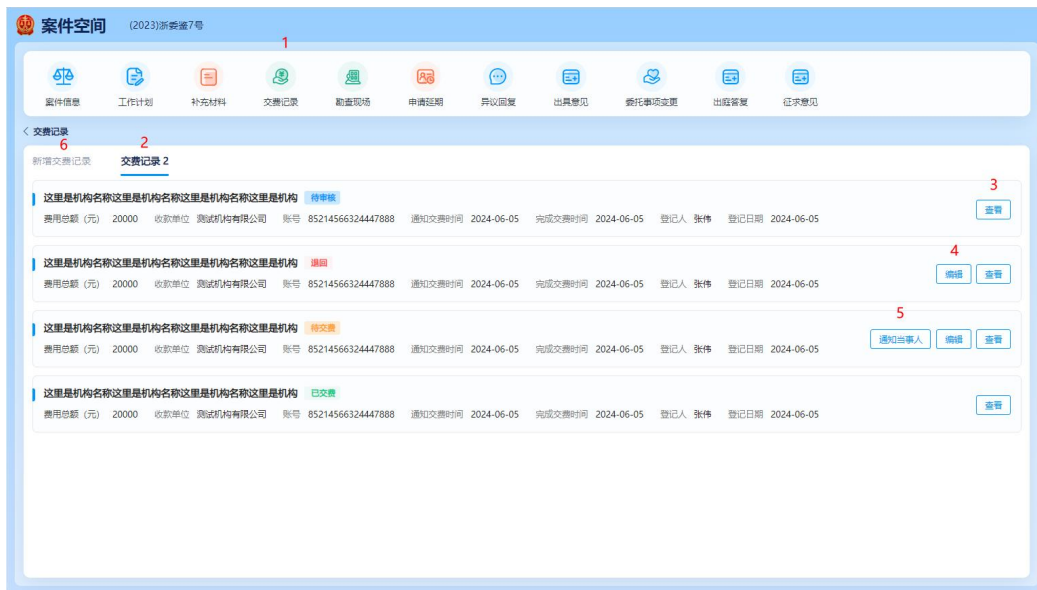 案件空间 (2023)浙委鉴7号
1
案件信息 工作计划 补充材料 交费记录 勘查现场 申请延期 异议回复 出具意见 委托事项变更 出庭答复 征求意见
< 交费记录
6 2
新增交费记录 交费记录 2
3
这里是机构名称这里是机构名称这里是机构名称这里是机构 待审核
费用总额 (元) 20000 收款单位 测试机构有限公司 账号 85214566324447888 通知交费时间 2024-06-05 完成交费时间 2024-06-05 登记人 张伟 登记日期 2024-06-05 查看
4
这里是机构名称这里是机构名称这里是机构名称这里是机构 退回
费用总额 (元) 20000 收款单位 测试机构有限公司 账号 85214566324447888 通知交费时间 2024-06-05 完成交费时间 2024-06-05 登记人 张伟 登记日期 2024-06-05 编辑 查看
5
这里是机构名称这里是机构名称这里是机构名称这里是机构 待交费
费用总额 (元) 20000 收款单位 测试机构有限公司 账号 85214566324447888 通知交费时间 2024-06-05 完成交费时间 2024-06-05 登记人 张伟 登记日期 2024-06-05 通知当事人 编辑 查看
这里是机构名称这里是机构名称这里是机构名称这里是机构 已交费
费用总额 (元) 20000 收款单位 测试机构有限公司 账号 85214566324447888 通知交费时间 2024-06-05 完成交费时间 2024-06-05 登记人 张伟 登记日期 2024-06-05 查看